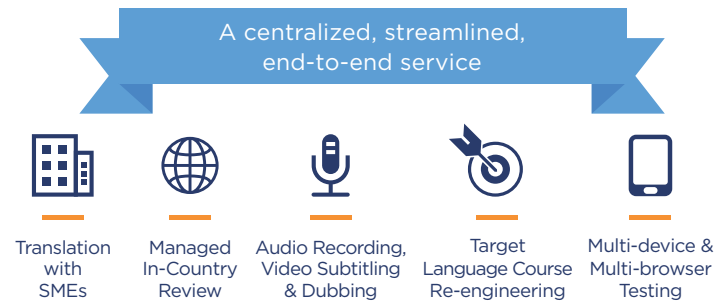 A centralized, streamlined,
end-to-end service
Translation
with
SMEs
Managed
In-Country
Review
Audio Recording,
Video Subtitling
& Dubbing
Target
Language Course
Re-engineering
Multi-device &
Multi-browser
Testing